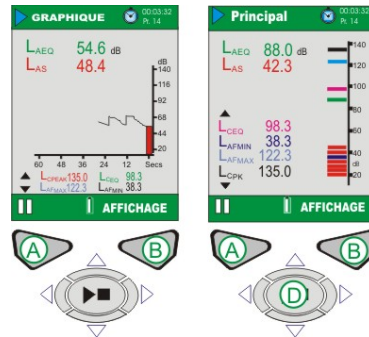 GRAPHIQUE
00:03:32
Pt. 14
LAEQ 54.6 dB
LAS 48.4
dB
140
116
92
68
44
20
60 48 36 24 12 Secs
LCPEAK 135.0 LCEQ 98.3
LAFMAX 122.3 LAFMIN 38.3
AFFICHAGE
A
B
Principal
00:03:32
Pt. 14
LAEQ 88.0 dB
LAS 42.3
140
120
100
80
60
40
20
LCEQ 98.3
LAFMIN 38.3
LAFMAX 122.3
LCPK 135.0
AFFICHAGE
A
B
D